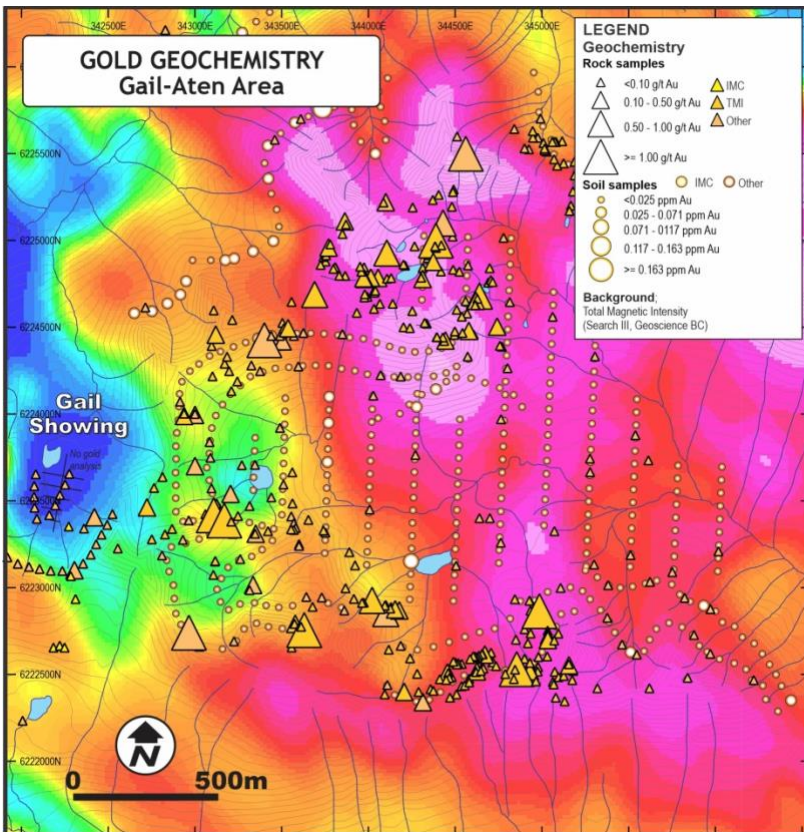 342500E 343000E 343500E 344000E 344500E 345000E
GOLD GEOCHEMISTRY
Gail-Aten Area
LEGEND
Geochemistry
Rock samples
<0.10 g/t Au
IMC
0.10 - 0.50 g/t Au
TMI
0.50 - 1.00 g/t Au
Other
>= 1.00 g/t Au
Soil samples
IMC
Other
<0.025 ppm Au
0.025 - 0.071 ppm Au
0.071 - 0117 ppm Au
0.117 - 0.163 ppm Au
>= 0.163 ppm Au
Background;
Total Magnetic Intensity
(Search III, Geoscience BC)
6225500N
6225000N
6224500N
6224000N
Gail
Showing
No gold
analysis
6223500N
6223000N
6222500N
6222000N
N
0 500m